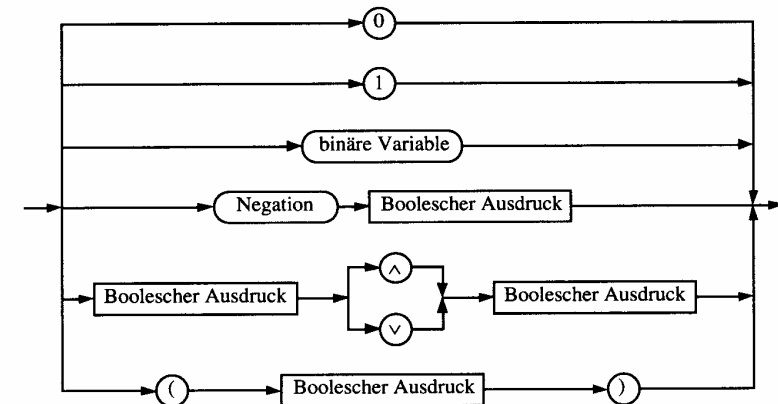 0
1
binäre Variable
Negation Boolescher Ausdruck
∧
Boolescher Ausdruck Boolescher Ausdruck
∨
( Boolescher Ausdruck )